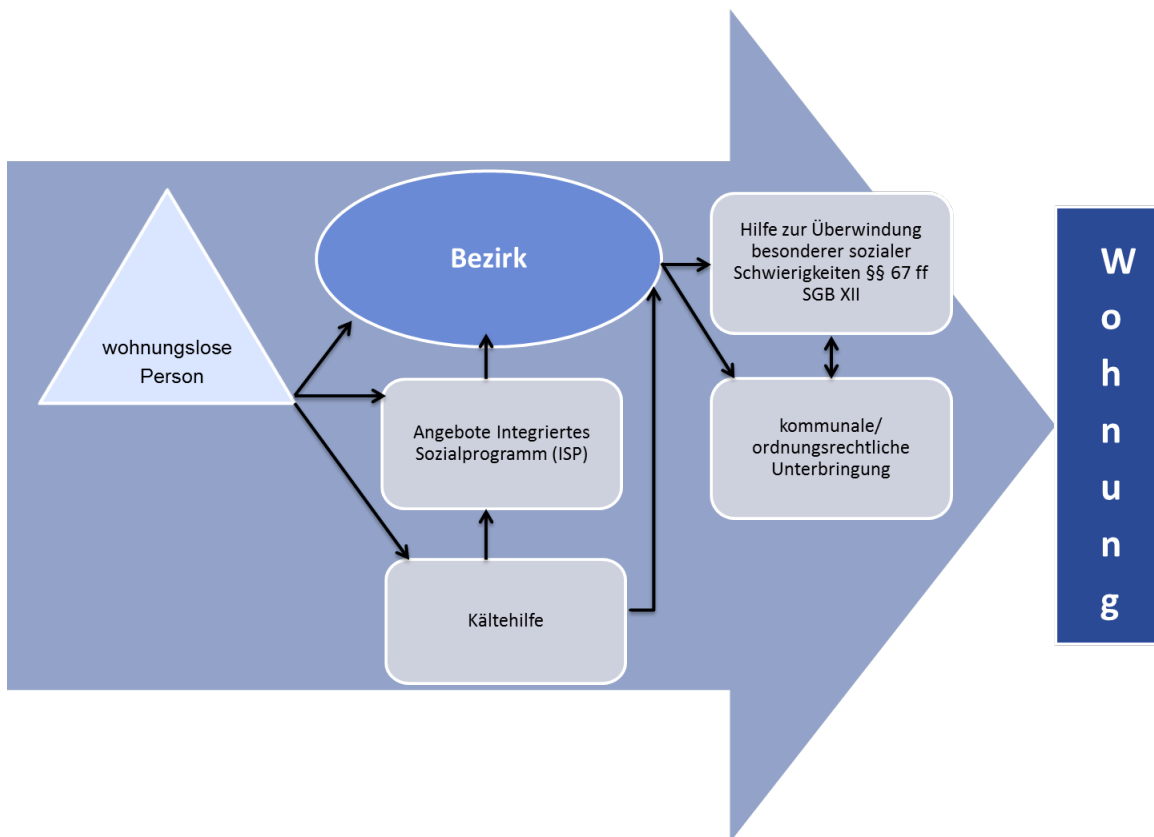 wohnungslose
Person
Bezirk
Angebote Integriertes
Sozialprogramm (ISP)
Kältehilfe
Hilfe zur Überwindung
besonderer sozialer
Schwierigkeiten §§ 67 ff
SGB XII
kommunale/
ordnungsrechtliche
Unterbringung
W
o
h
n
u
n
g